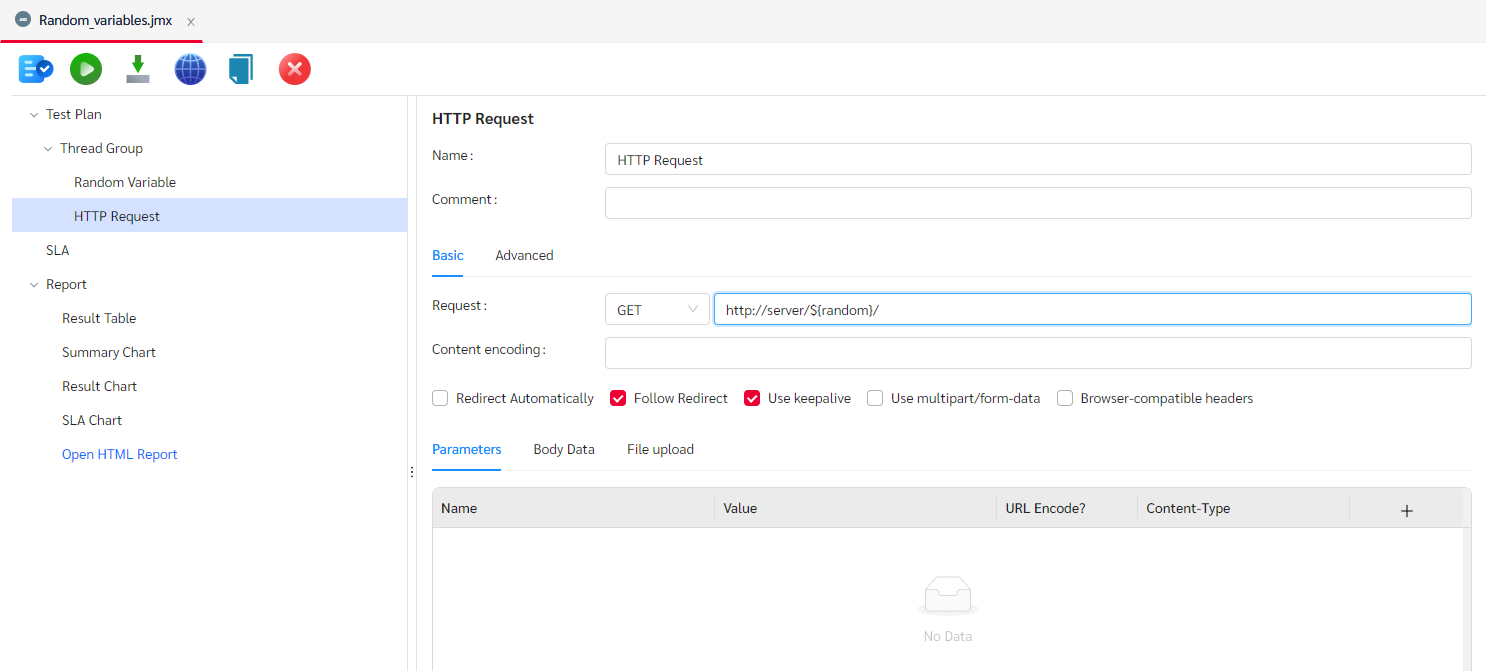 Random_variables.jmx
Test Plan
Thread Group
Random Variable
HTTP Request
SLA
Report
Result Table
Summary Chart
Result Chart
SLA Chart
Open HTML Report
HTTP Request
Name: HTTP Request
Comment:
Basic Advanced
Request: GET http://server/${random}/
Content encoding:
Redirect Automatically Follow Redirect Use keepalive Use multipart/form-data Browser-compatible headers
Parameters Body Data File upload
Name Value URL Encode? Content-Type +
No Data